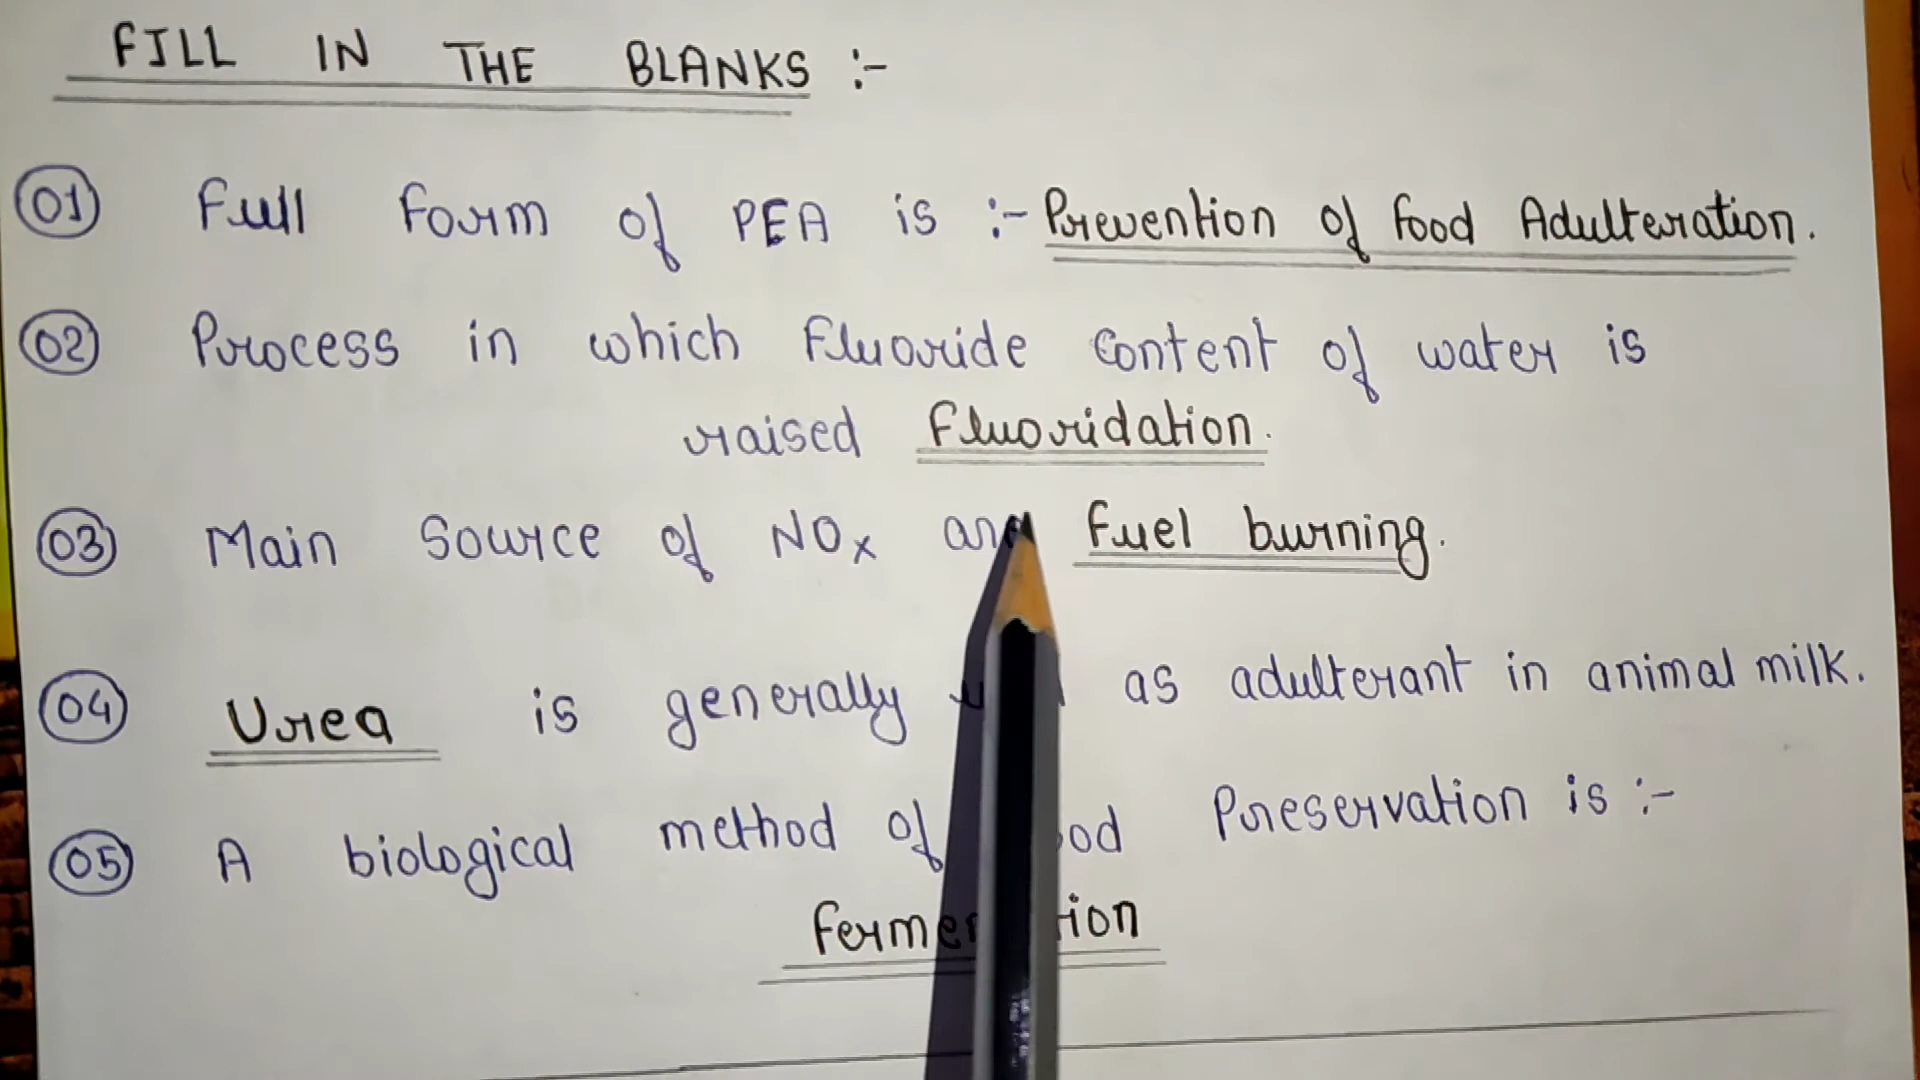 FILL IN THE BLANKS :-
01 Full form of PEA is :- Prevention of Food Adulteration.
02 Process in which Fluoride Content of water is
raised Fluoridation.
03 Main Source of NOx are Fuel burning.
04 Urea is generally as adulterant in animal milk.
05 A biological method of Preservation is :-